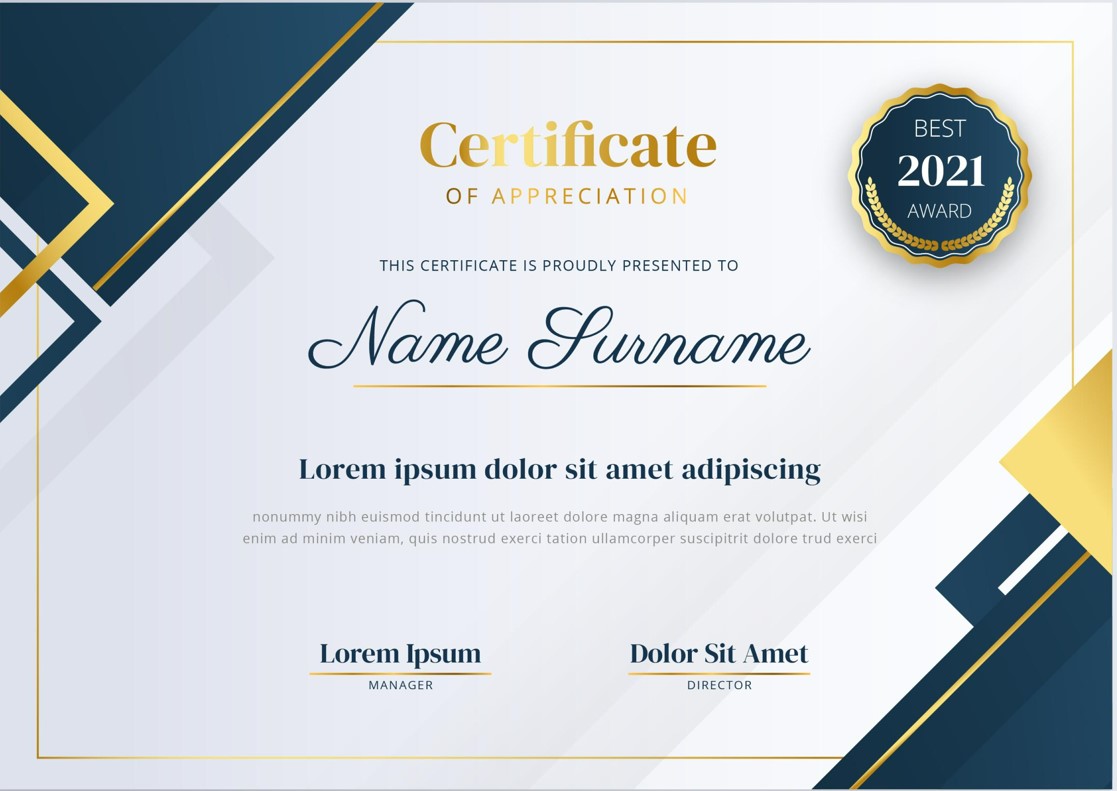 Certificate
OF APPRECIATION
BEST
2021
AWARD
THIS CERTIFICATE IS PROUDLY PRESENTED TO
Name Surname
Lorem ipsum dolor sit amet adipiscing
nonummy nibh euismod tincidunt ut laoreet dolore magna aliquam erat volutpat. Ut wisi
enim ad minim veniam, quis nostrud exerci tation ullamcorper suscipitrit dolore trud exerci
Lorem Ipsum
MANAGER
Dolor Sit Amet
DIRECTOR